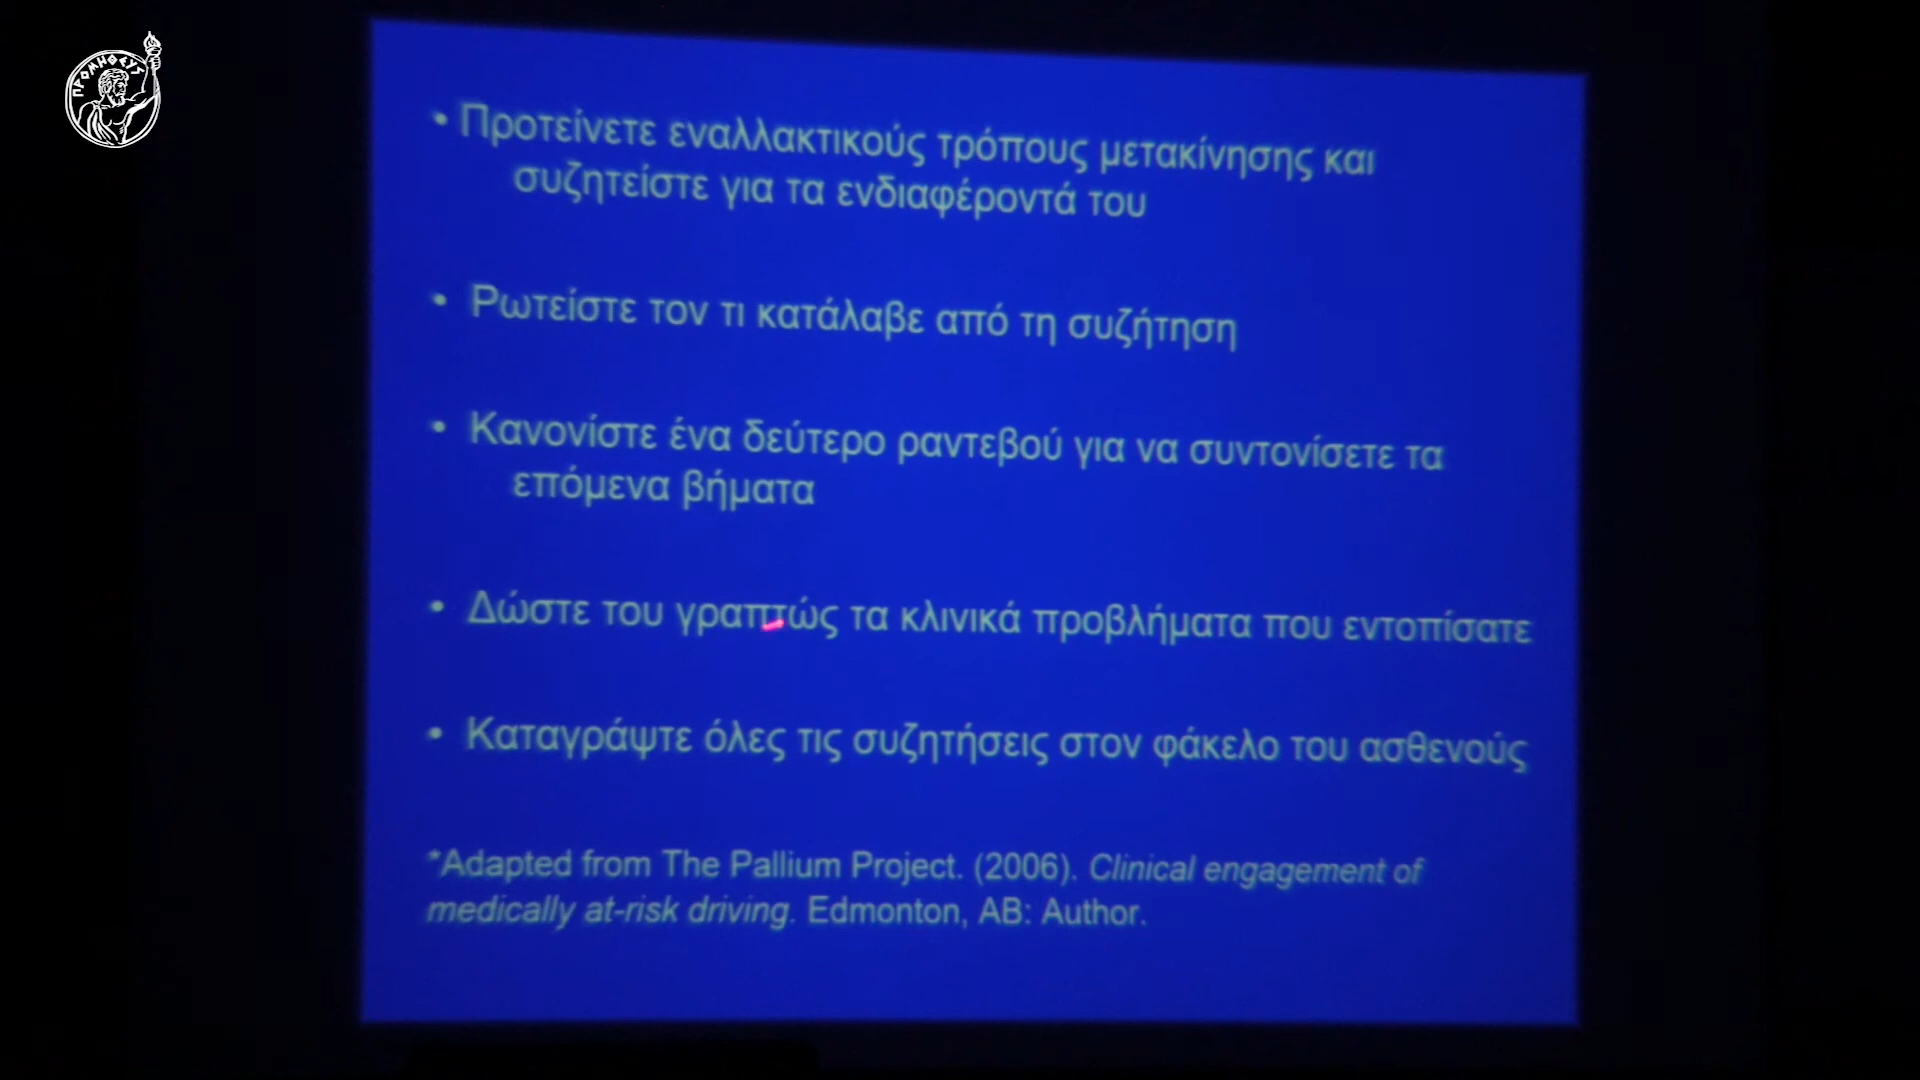 ΠΡΟΜΗΘΕΥΣ
• Προτείνετε εναλλακτικούς τρόπους μετακίνησης και
συζητείστε για τα ενδιαφέροντά του
• Ρωτείστε τον τι κατάλαβε από τη συζήτηση
• Κανονίστε ένα δεύτερο ραντεβού για να συντονίσετε τα
επόμενα βήματα
• Δώστε του γραπτώς τα κλινικά προβλήματα που εντοπίσατε
• Καταγράψτε όλες τις συζητήσεις στον φάκελο του ασθενούς
*Adapted from The Pallium Project. (2006). Clinical engagement of
medically at-risk driving. Edmonton, AB: Author.